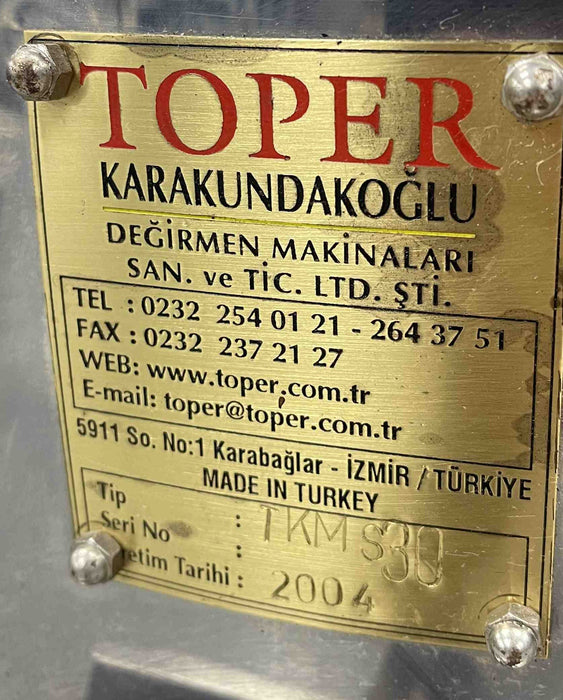 TOPER
KARAKUNDAKOĞLU
DEĞİRMEN MAKİNALARI
SAN. ve TİC. LTD. ŞTİ.
TEL : 0232 254 01 21 - 264 37 51
FAX : 0232 237 21 27
WEB: www.toper.com.tr
E-mail: toper@toper.com.tr
5911 So. No:1 Karabağlar - İZMİR / TÜRKİYE
MADE IN TURKEY
Tip : TKM S30
Seri No :
etim Tarihi : 2004